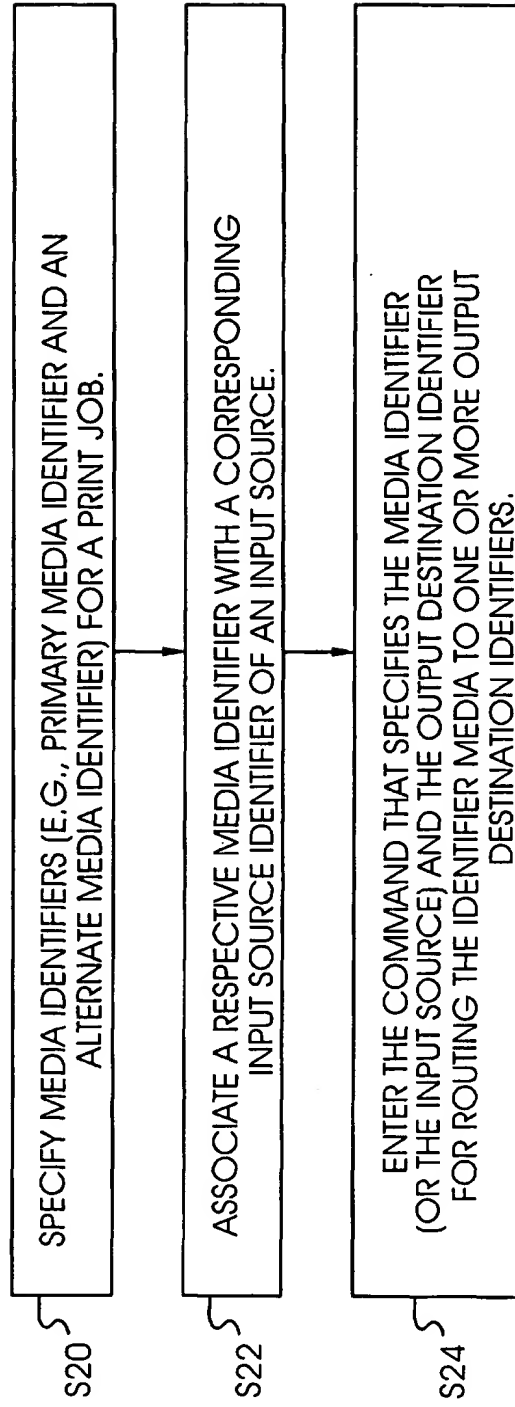 SPECIFY MEDIA IDENTIFIERS (E.G., PRIMARY MEDIA IDENTIFIER AND AN
ALTERNATE MEDIA IDENTIFIER) FOR A PRINT JOB.
S20
ASSOCIATE A RESPECTIVE MEDIA IDENTIFIER WITH A CORRESPONDING
INPUT SOURCE IDENTIFIER OF AN INPUT SOURCE.
S22
ENTER THE COMMAND THAT SPECIFIES THE MEDIA IDENTIFIER
(OR THE INPUT SOURCE) AND THE OUTPUT DESTINATION IDENTIFIER
FOR ROUTING THE IDENTIFIER MEDIA TO ONE OR MORE OUTPUT
DESTINATION IDENTIFIERS.
S24